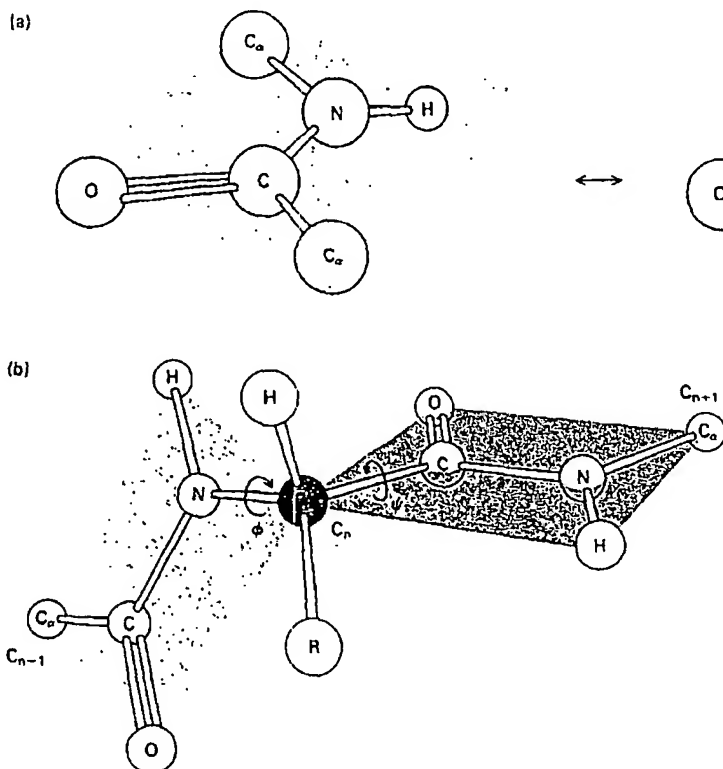 (a)
Cα
N H
O C
Cα
(b)
H H O Cn+1
Cα
C
N N
φ ψ
Cn H
Cα C
Cn−1 R
O